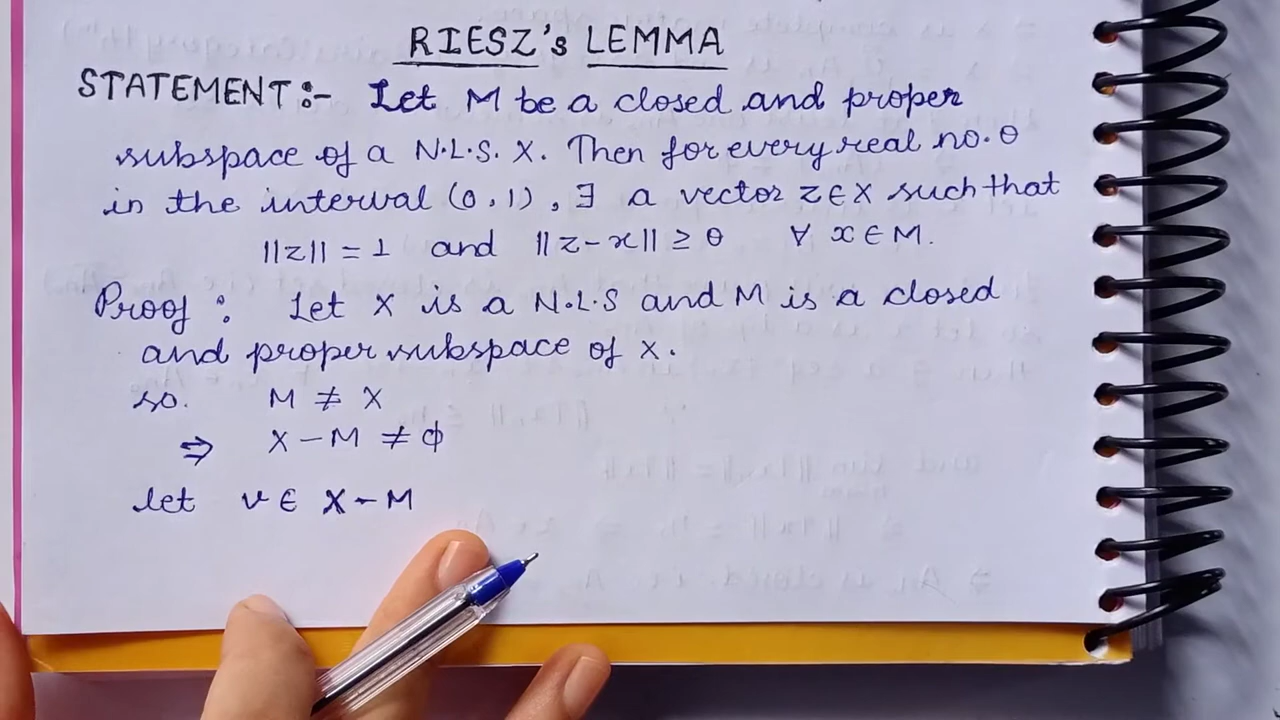 RIESZ's LEMMA
STATEMENT:- Let M be a closed and proper
subspace of a N.L.S. X. Then for every real no. θ
in the interval (0,1), ∃ a vector z∈X such that
||z|| = 1 and ||z-x|| ≥ θ ∀ x∈M.
Proof: Let X is a N.L.S and M is a closed
and proper subspace of X.
so. M ≠ X
⇒ X-M ≠ ϕ
let v∈ X-M